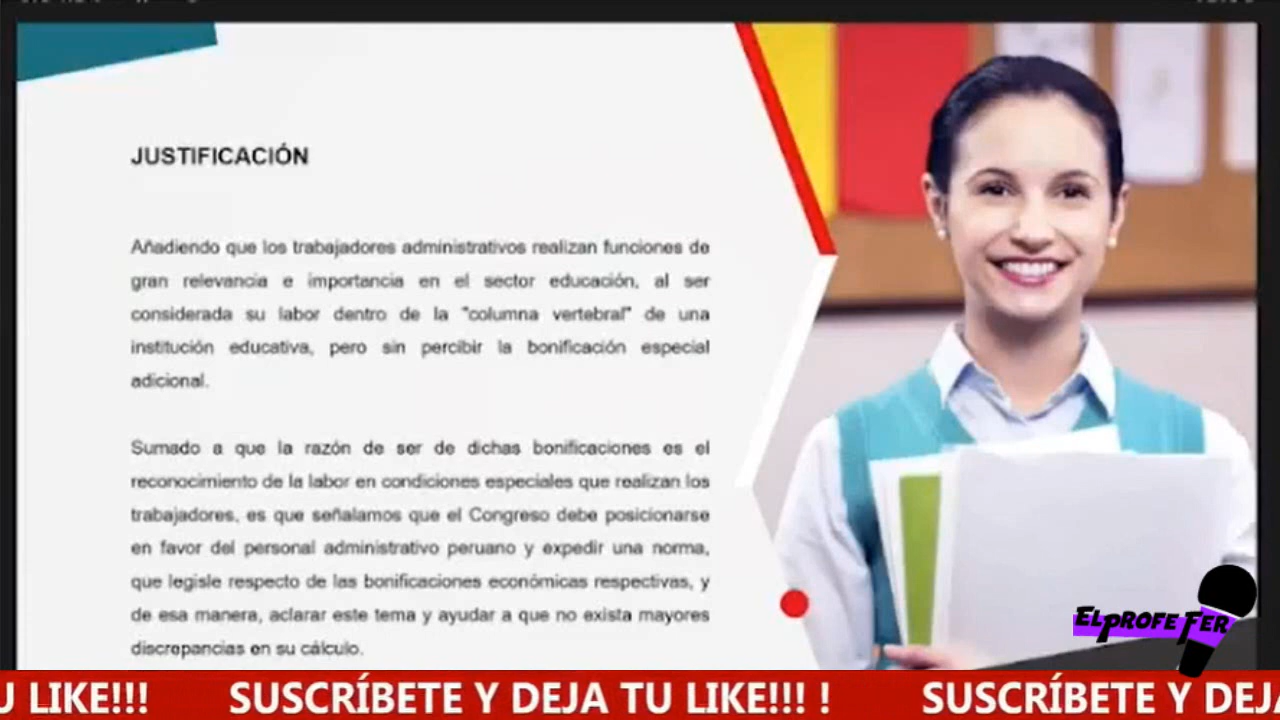 JUSTIFICACIÓN
Añadiendo que los trabajadores administrativos realizan funciones de
gran relevancia e importancia en el sector educación, al ser
considerada su labor dentro de la "columna vertebral" de una
institución educativa, pero sin percibir la bonificación especial
adicional.
Sumado a que la razón de ser de dichas bonificaciones es el
reconocimiento de la labor en condiciones especiales que realizan los
trabajadores, es que señalamos que el Congreso debe posicionarse
en favor del personal administrativo peruano y expedir una norma,
que legisle respecto de las bonificaciones económicas respectivas, y
de esa manera, aclarar este tema y ayudar a que no exista mayores
discrepancias en su cálculo.
ELPROFE FER
U LIKE!!! SUSCRÍBETE Y DEJA TU LIKE!!! ! SUSCRÍBETE Y DEJA